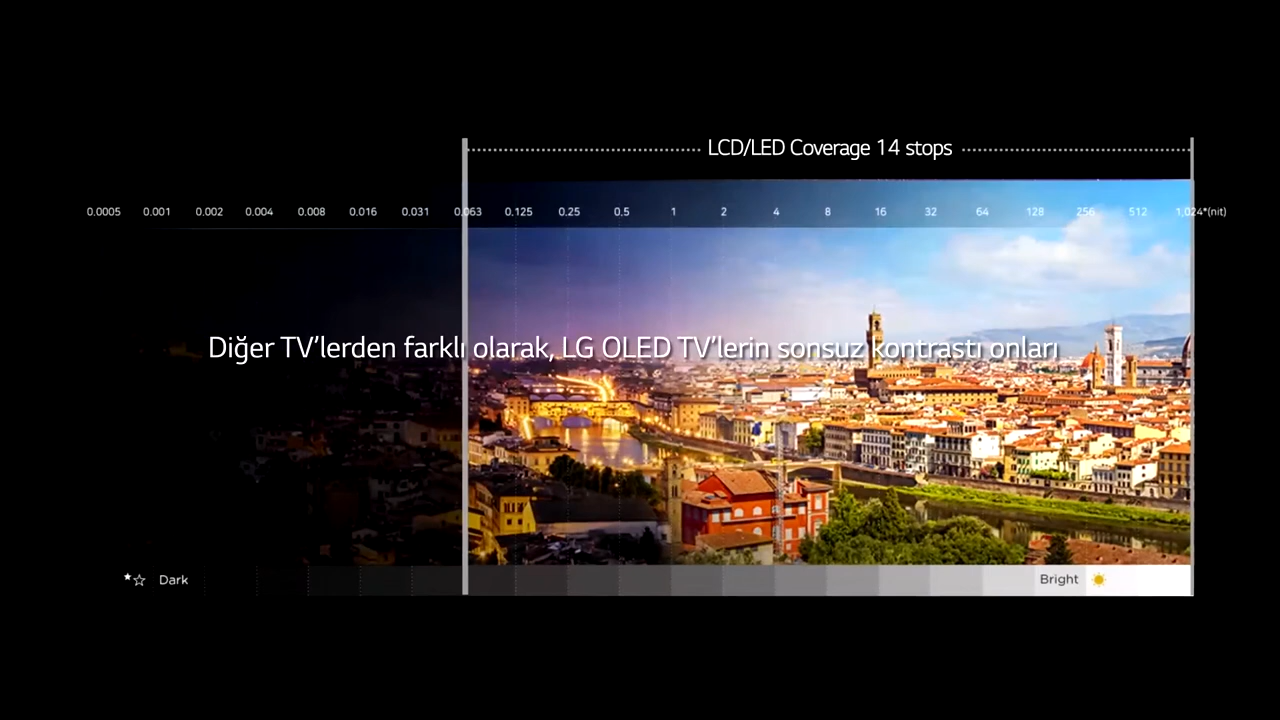 LCD/LED Coverage 14 stops
0.0005 0.001 0.002 0.004 0.008 0.016 0.031 0.063 0.125 0.25 0.5 1 2 4 8 16 32 64 128 256 512 1,024*(nit)
Diğer TV'lerden farklı olarak, LG OLED TV'lerin sonsuz kontrastı onları
Dark Bright